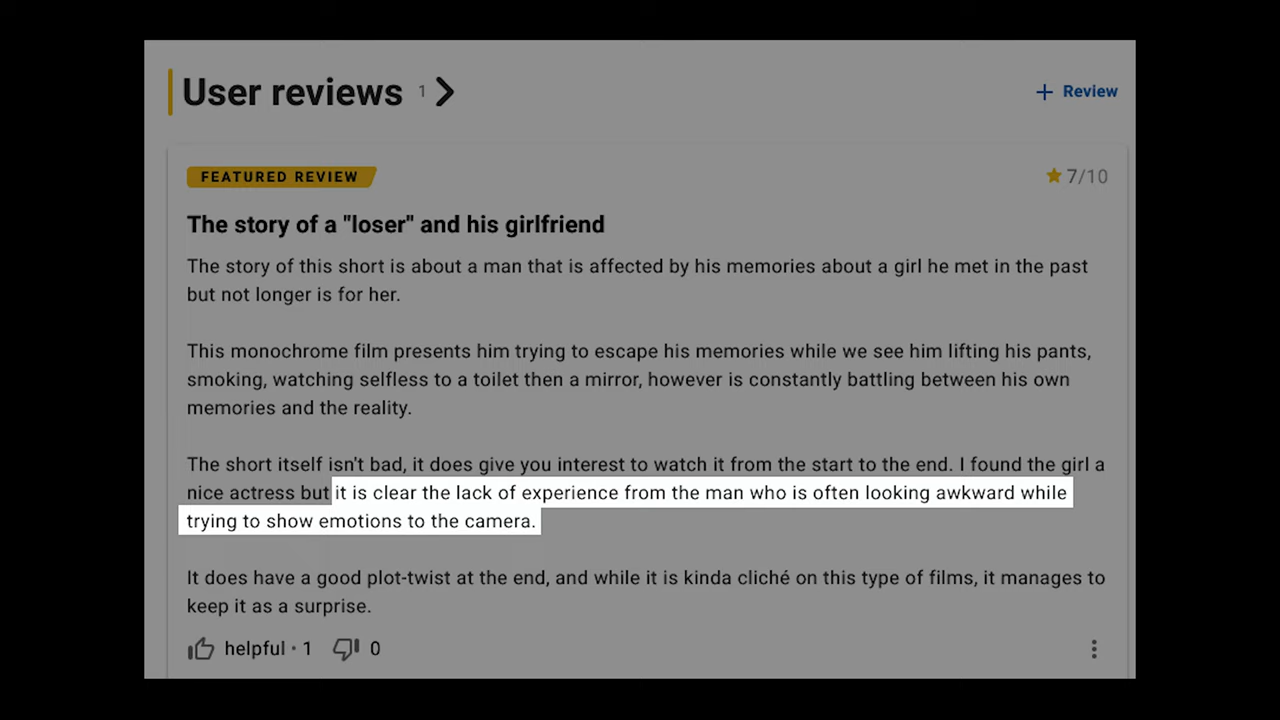 User reviews 1
+ Review
FEATURED REVIEW
7/10
The story of a "loser" and his girlfriend
The story of this short is about a man that is affected by his memories about a girl he met in the past
but not longer is for her.
This monochrome film presents him trying to escape his memories while we see him lifting his pants,
smoking, watching selfless to a toilet then a mirror, however is constantly battling between his own
memories and the reality.
The short itself isn't bad, it does give you interest to watch it from the start to the end. I found the girl a
nice actress but it is clear the lack of experience from the man who is often looking awkward while
trying to show emotions to the camera.
It does have a good plot-twist at the end, and while it is kinda cliché on this type of films, it manages to
keep it as a surprise.
helpful · 1 0